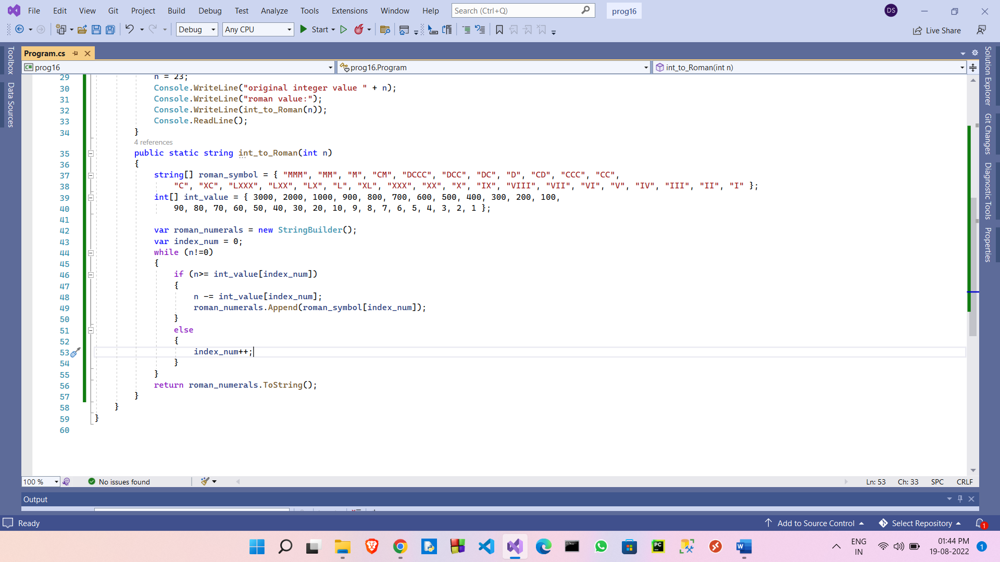 File Edit View Git Project Build Debug Test Analyze Tools Extensions Window Help Search (Ctrl+Q) prog16 DS
Debug Any CPU Start Live Share
Program.cs
prog16 prog16.Program int_to_Roman(int n)
29 n = 23;
30 Console.WriteLine("original integer value " + n);
31 Console.WriteLine("roman value:");
32 Console.WriteLine(int_to_Roman(n));
33 Console.ReadLine();
34 }
4 references
35 public static string int_to_Roman(int n)
36 {
37 string[] roman_symbol = { "MMM", "MM", "M", "CM", "DCCC", "DCC", "DC", "D", "CD", "CCC", "CC",
38 "C", "XC", "LXXX", "LXX", "LX", "L", "XL", "XXX", "XX", "X", "IX", "VIII", "VII", "VI", "V", "IV", "III", "II", "I" };
39 int[] int_value = { 3000, 2000, 1000, 900, 800, 700, 600, 500, 400, 300, 200, 100,
40 90, 80, 70, 60, 50, 40, 30, 20, 10, 9, 8, 7, 6, 5, 4, 3, 2, 1 };
41
42 var roman_numerals = new StringBuilder();
43 var index_num = 0;
44 while (n!=0)
45 {
46 if (n>= int_value[index_num])
47 {
48 n -= int_value[index_num];
49 roman_numerals.Append(roman_symbol[index_num]);
50 }
51 else
52 {
53 index_num++;
54 }
55 }
56 return roman_numerals.ToString();
57 }
58 }
59 }
60
Toolbox
Data Sources
Solution Explorer
Git Changes
Diagnostic Tools
Properties
100 % No issues found Ln: 53 Ch: 33 SPC CRLF
Output
Ready Add to Source Control Select Repository 1
ENG
IN
01:44 PM
19-08-2022
1